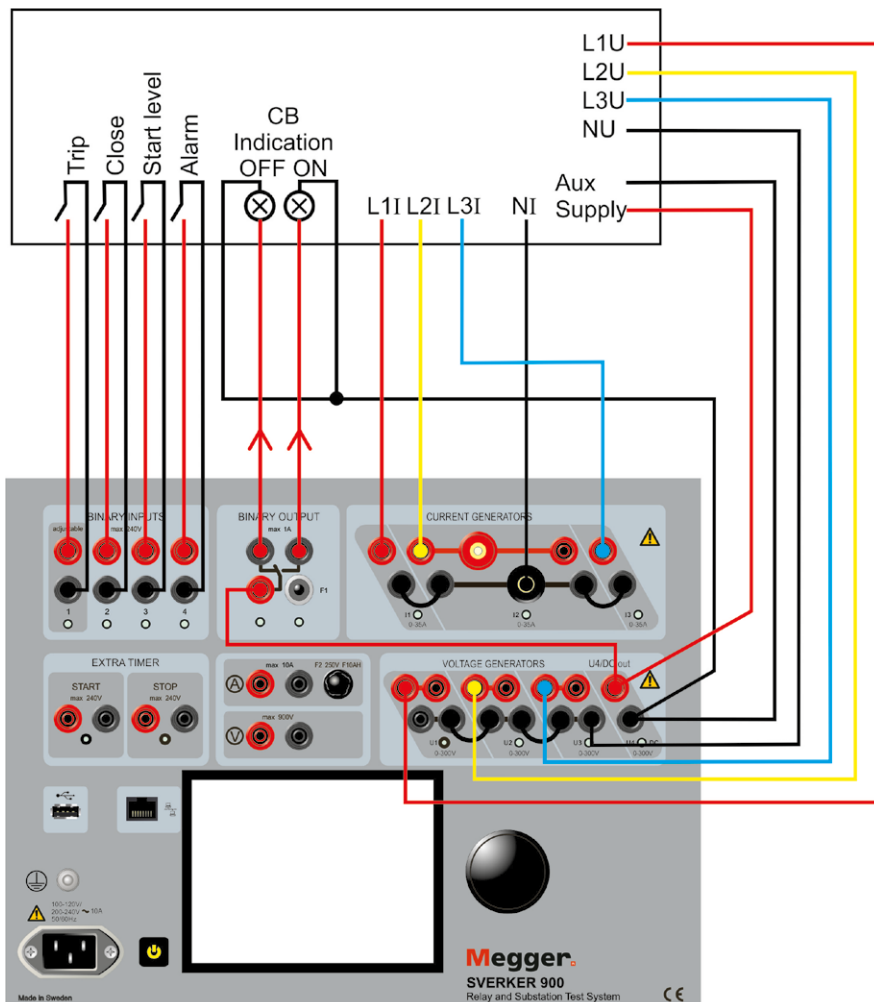 L1U
L2U
L3U
NU
Aux
Supply
Trip
Close
Start level
Alarm
CB
Indication
OFF ON
L1I L2I L3I NI
BINARY INPUTS
adjustable max 240V
1 2 3 4
BINARY OUTPUT
max 1A
F1
CURRENT GENERATORS
I1 I2 I3
0-35A 0-35A 0-35A
EXTRA TIMER
START STOP
max 240V max 240V
max 10A F2 250V F10AH
A
max 900V
V
VOLTAGE GENERATORS U4/DC out
U1 U2 U3 U4 DC
0-300V 0-300V 0-300V 0-300V
100-120V/
200-240V ~ 10A
50/60Hz
Made in Sweden
Megger.
SVERKER 900
Relay and Substation Test System
CE